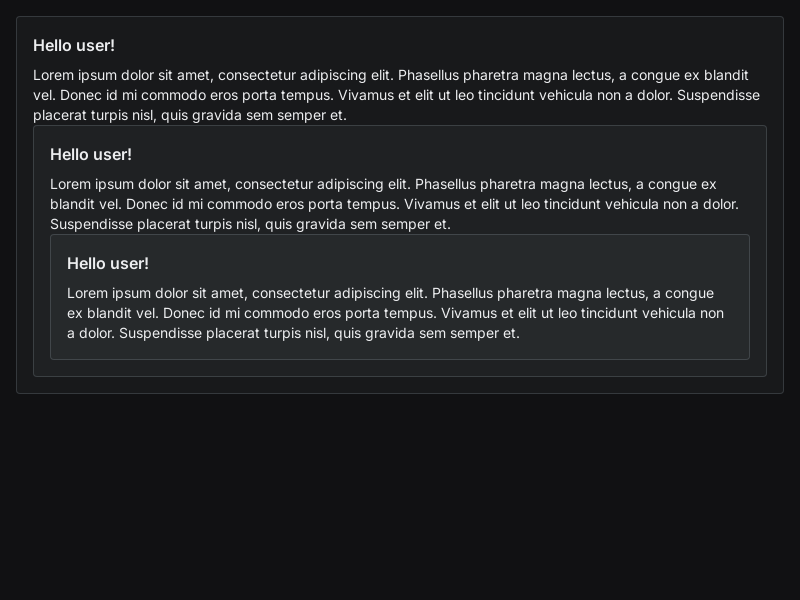 Hello user!
Lorem ipsum dolor sit amet, consectetur adipiscing elit. Phasellus pharetra magna lectus, a congue ex blandit
vel. Donec id mi commodo eros porta tempus. Vivamus et elit ut leo tincidunt vehicula non a dolor. Suspendisse
placerat turpis nisl, quis gravida sem semper et.
Hello user!
Lorem ipsum dolor sit amet, consectetur adipiscing elit. Phasellus pharetra magna lectus, a congue ex
blandit vel. Donec id mi commodo eros porta tempus. Vivamus et elit ut leo tincidunt vehicula non a dolor.
Suspendisse placerat turpis nisl, quis gravida sem semper et.
Hello user!
Lorem ipsum dolor sit amet, consectetur adipiscing elit. Phasellus pharetra magna lectus, a congue
ex blandit vel. Donec id mi commodo eros porta tempus. Vivamus et elit ut leo tincidunt vehicula non
a dolor. Suspendisse placerat turpis nisl, quis gravida sem semper et.